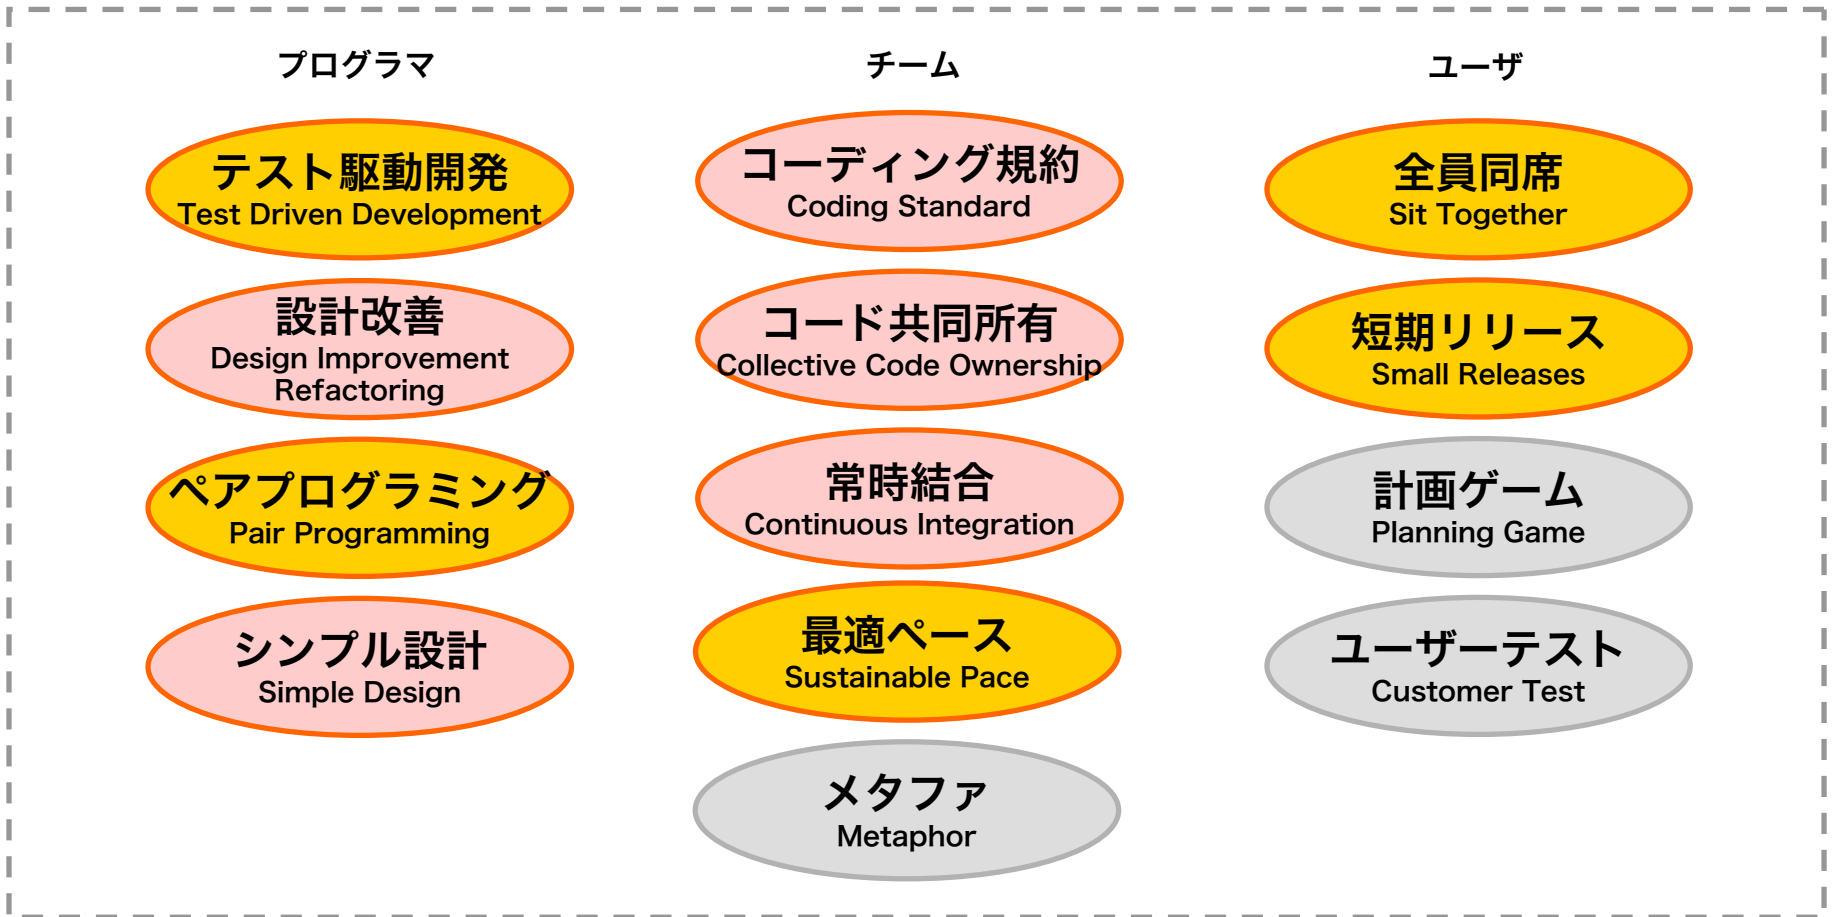 プログラマ
テスト駆動開発
Test Driven Development
設計改善
Design Improvement
Refactoring
ペアプログラミング
Pair Programming
シンプル設計
Simple Design
チーム
コーディング規約
Coding Standard
コード共同所有
Collective Code Ownership
常時結合
Continuous Integration
最適ペース
Sustainable Pace
メタファ
Metaphor
ユーザ
全員同席
Sit Together
短期リリース
Small Releases
計画ゲーム
Planning Game
ユーザーテスト
Customer Test